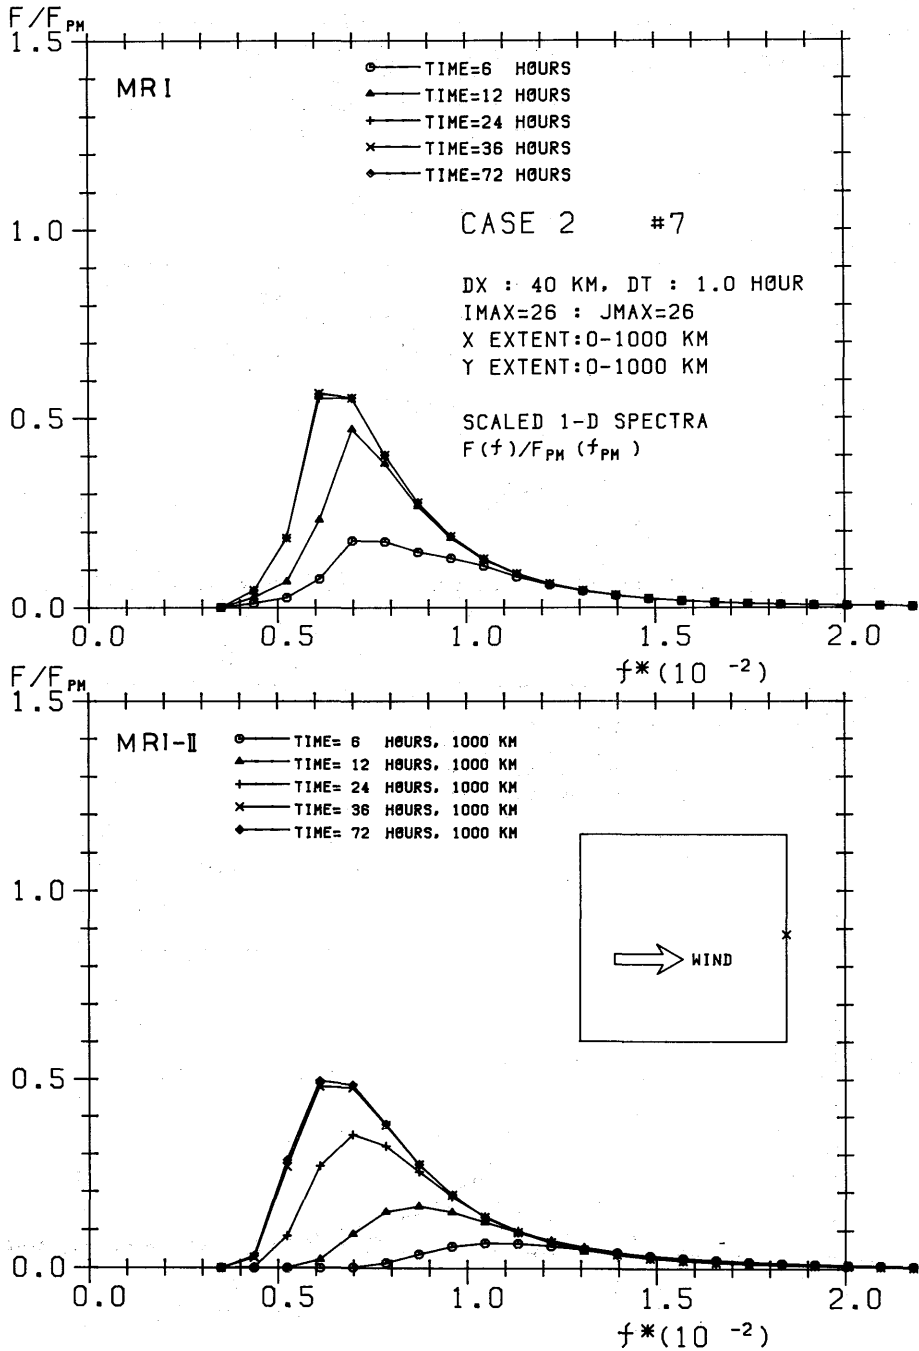 F/FPM
1.5
MRI
TIME=6 HOURS
TIME=12 HOURS
TIME=24 HOURS
TIME=36 HOURS
TIME=72 HOURS
CASE 2 #7
1.0
DX : 40 KM, DT : 1.0 HOUR
IMAX=26 : JMAX=26
X EXTENT:0-1000 KM
Y EXTENT:0-1000 KM
0.5
SCALED 1-D SPECTRA
F(f)/FPM (fPM )
0.0
0.0 0.5 1.0 1.5 2.0
f*(10 -2)
F/FPM
1.5
MRI-II
TIME= 6 HOURS, 1000 KM
TIME= 12 HOURS, 1000 KM
TIME= 24 HOURS, 1000 KM
TIME= 36 HOURS, 1000 KM
TIME= 72 HOURS, 1000 KM
1.0
WIND
0.5
0.0
0.0 0.5 1.0 1.5 2.0
f*(10 -2)